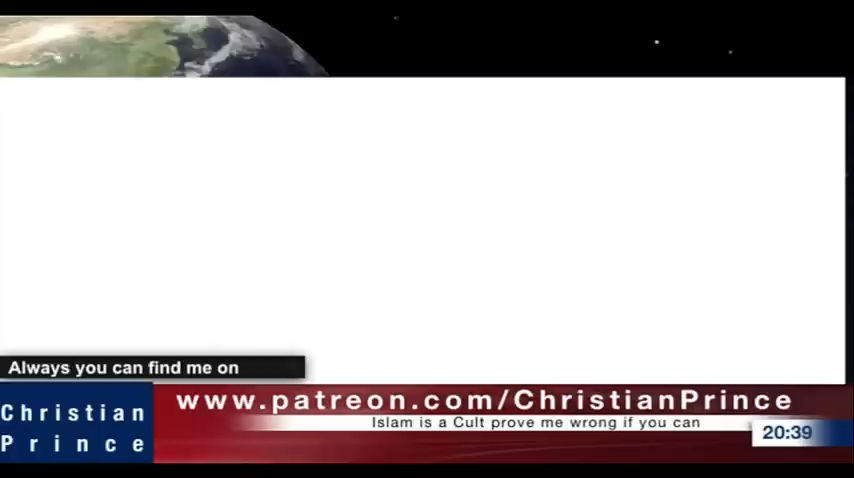 Always you can find me on
www.patreon.com/ChristianPrince
Christian
Prince
Islam is a Cult prove me wrong if you can
20:39